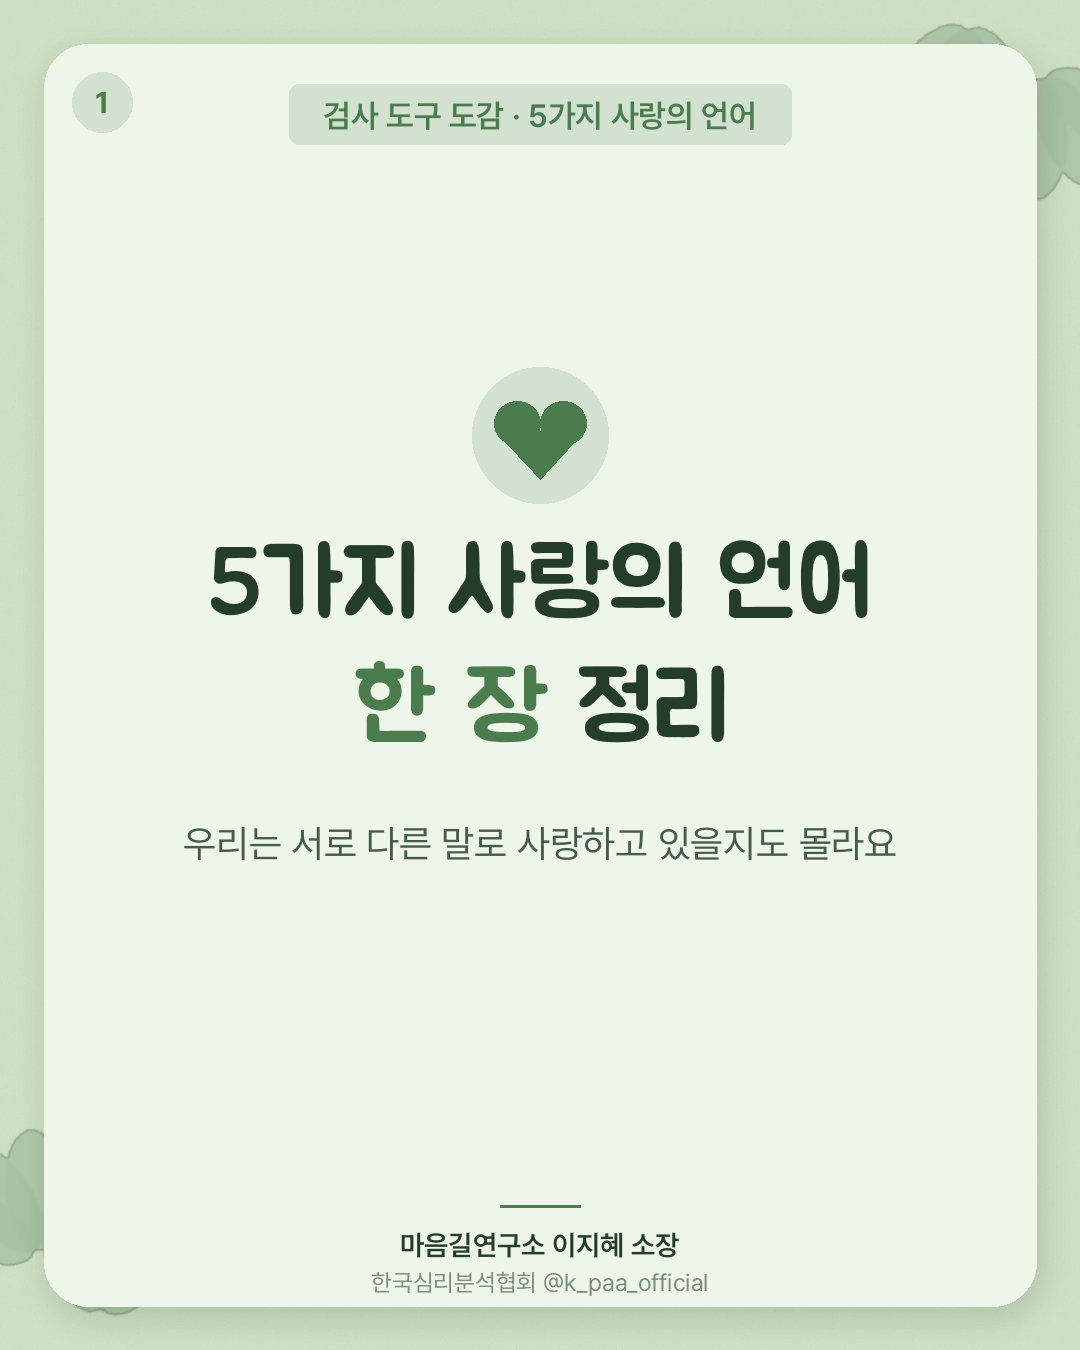 1
검사 도구 도감 · 5가지 사랑의 언어
5가지 사랑의 언어
한 장 정리
우리는 서로 다른 말로 사랑하고 있을지도 몰라요
마음길연구소 이지혜 소장
한국심리분석협회 @k_paa_official